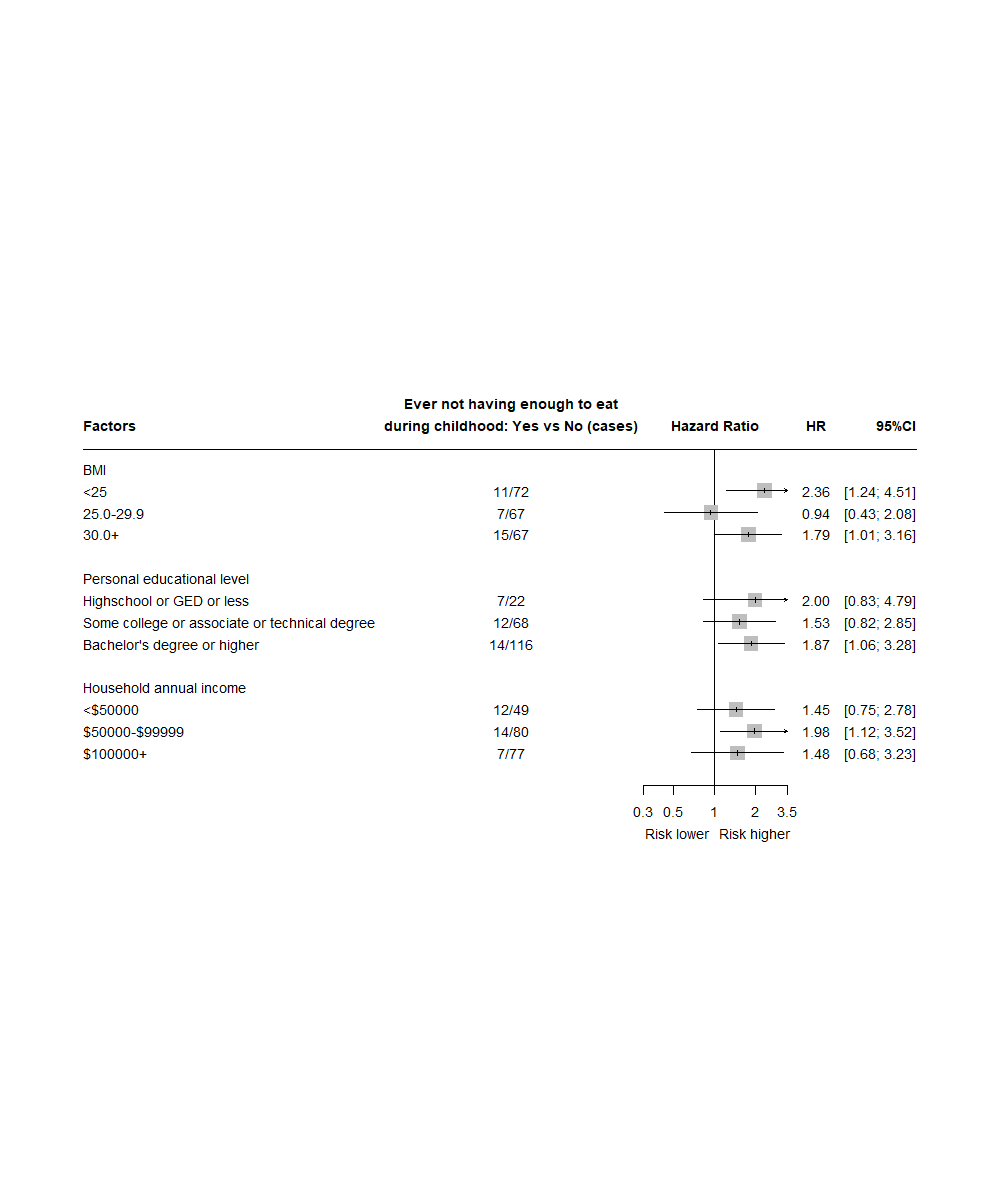 Ever not having enough to eat
Factors during childhood: Yes vs No (cases) Hazard Ratio HR 95%CI
BMI
<25 11/72 2.36 [1.24; 4.51]
25.0-29.9 7/67 0.94 [0.43; 2.08]
30.0+ 15/67 1.79 [1.01; 3.16]
Personal educational level
Highschool or GED or less 7/22 2.00 [0.83; 4.79]
Some college or associate or technical degree 12/68 1.53 [0.82; 2.85]
Bachelor's degree or higher 14/116 1.87 [1.06; 3.28]
Household annual income
<$50000 12/49 1.45 [0.75; 2.78]
$50000-$99999 14/80 1.98 [1.12; 3.52]
$100000+ 7/77 1.48 [0.68; 3.23]
0.3 0.5 1 2 3.5
Risk lower Risk higher